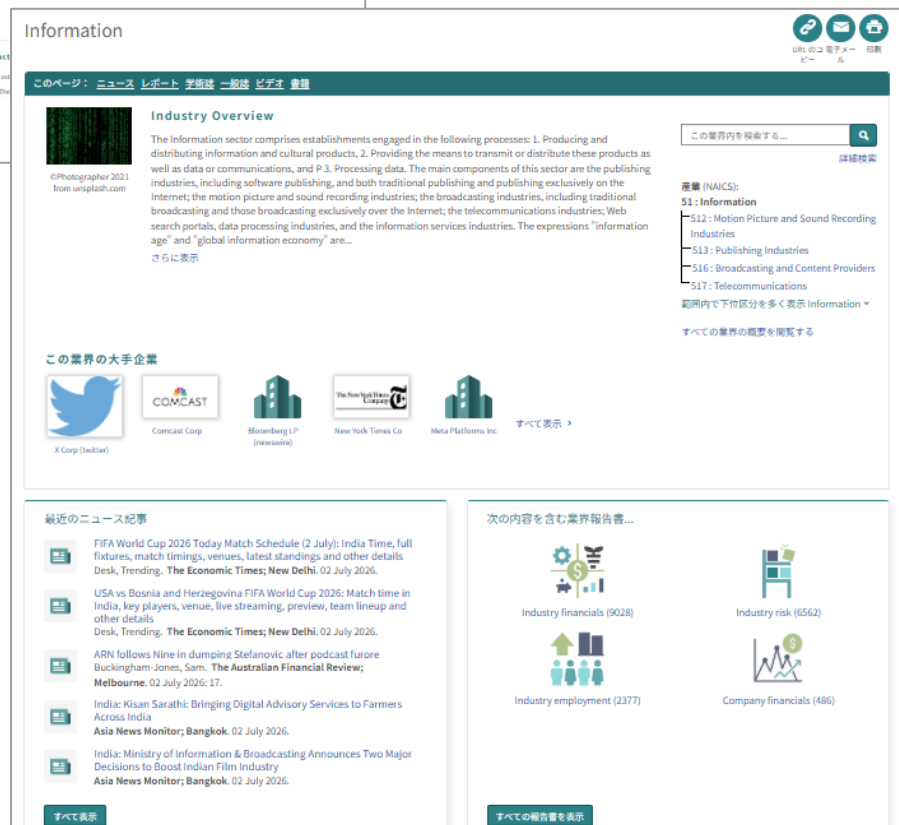 act
The
Information
URL のコピー
電子メール
印刷
このページ： ニュース レポート 学術誌 一般誌 ビデオ 書籍
©Photographer 2021
from unsplash.com
Industry Overview
The Information sector comprises establishments engaged in the following processes: 1. Producing and
distributing information and cultural products, 2. Providing the means to transmit or distribute these products as
well as data or communications, and P 3. Processing data. The main components of this sector are the publishing
industries, including software publishing, and both traditional publishing and publishing exclusively on the
Internet; the motion picture and sound recording industries; the broadcasting industries, including traditional
broadcasting and those broadcasting exclusively over the Internet; the telecommunications industries; Web
search portals, data processing industries, and the information services industries. The expressions "information
age" and "global information economy" are...
さらに表示
この業界内を検索する...
詳細検索
産業 (NAICS):
51 : Information
512 : Motion Picture and Sound Recording
Industries
513 : Publishing Industries
516 : Broadcasting and Content Providers
517 : Telecommunications
範囲内で下位区分を多く表示 Information
すべての業界の概要を閲覧する
この業界の大手企業
COMCAST
The New York Times
Company
X Corp (twitter)
Comcast Corp
Bloomberg LP
(newswire)
New York Times Co
Meta Platforms Inc
すべて表示 ›
最近のニュース記事
FIFA World Cup 2026 Today Match Schedule (2 July): India Time, full
fixtures, match timings, venues, latest standings and other details
Desk, Trending. The Economic Times; New Delhi. 02 July 2026.
USA vs Bosnia and Herzegovina FIFA World Cup 2026: Match time in
India, key players, venue, live streaming, preview, team lineup and
other details
Desk, Trending. The Economic Times; New Delhi. 02 July 2026.
ARN follows Nine in dumping Stefanovic after podcast furore
Buckingham-Jones, Sam. The Australian Financial Review;
Melbourne. 02 July 2026: 17.
India: Kisan Sarathi: Bringing Digital Advisory Services to Farmers
Across India
Asia News Monitor; Bangkok. 02 July 2026.
India: Ministry of Information & Broadcasting Announces Two Major
Decisions to Boost Indian Film Industry
Asia News Monitor; Bangkok. 02 July 2026.
すべて表示
次の内容を含む業界報告書...
Industry financials (9028)
Industry risk (6562)
Industry employment (2377)
Company financials (486)
すべての報告書を表示